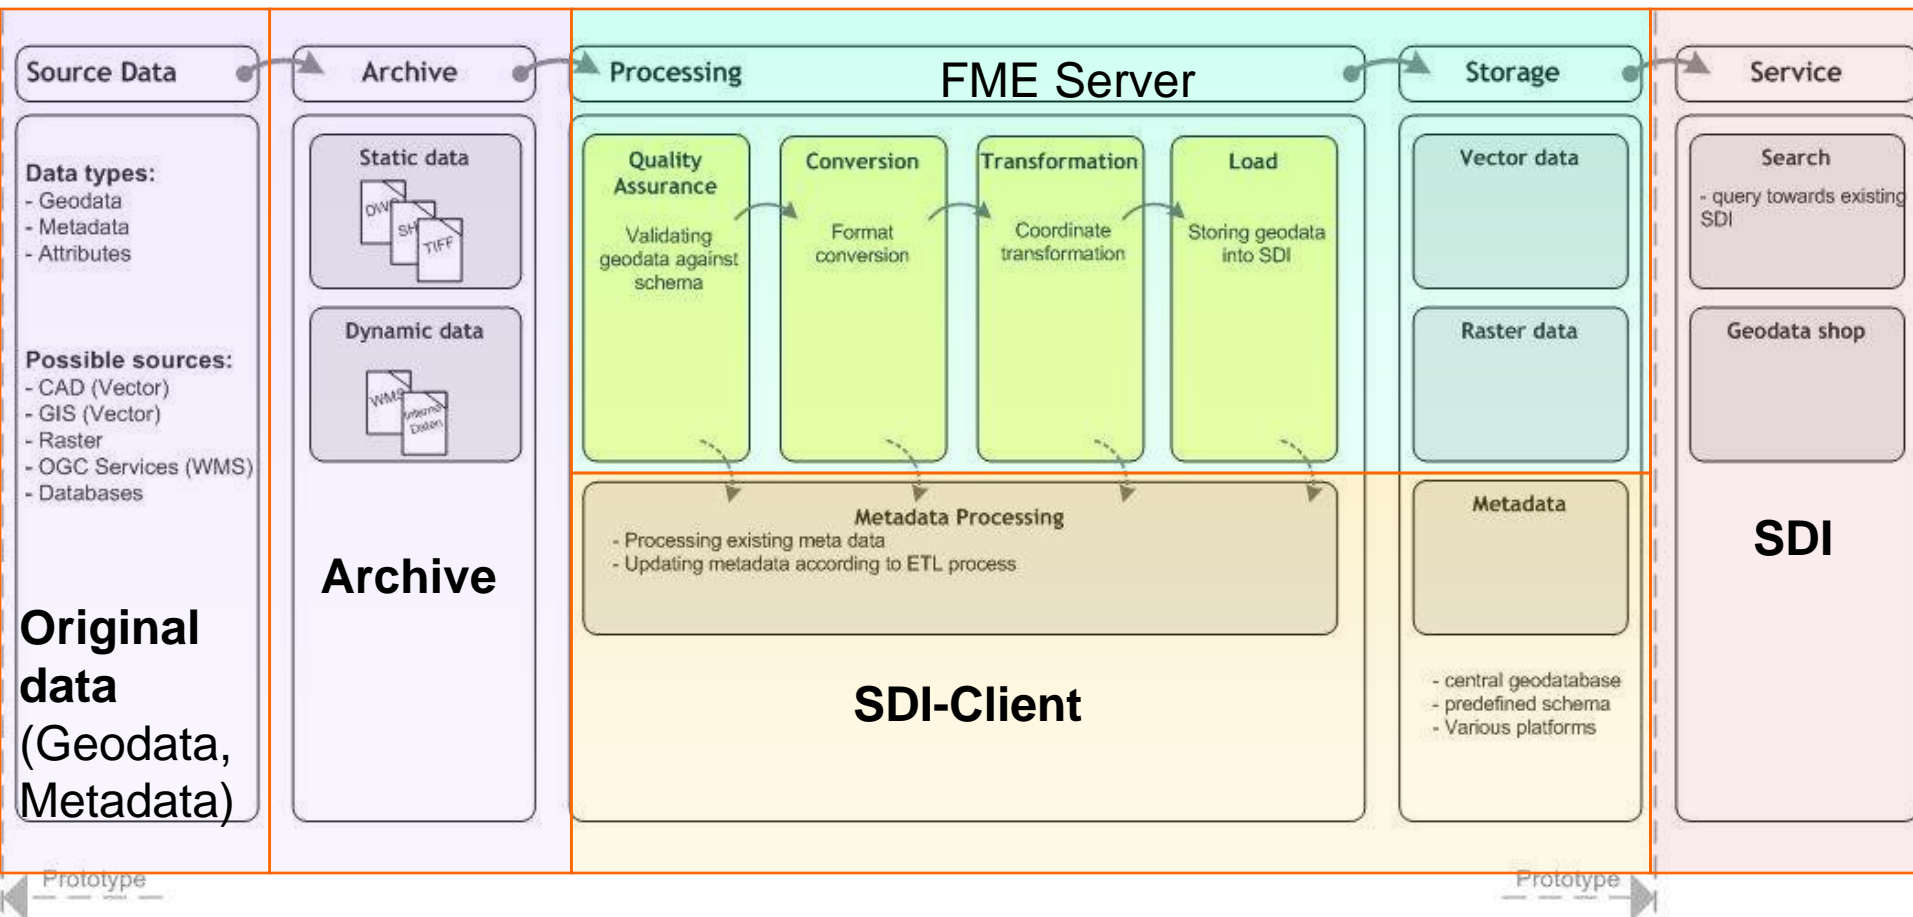 Source Data
Archive
Processing
FME Server
Storage
Service
Data types:
- Geodata
- Metadata
- Attributes
Possible sources:
- CAD (Vector)
- GIS (Vector)
- Raster
- OGC Services (WMS)
- Databases
Original
data
(Geodata,
Metadata)
Static data
SH
TIFF
Dynamic data
WMS
Daten
Archive
Quality
Assurance
Validating
geodata against
schema
Conversion
Format
conversion
Transformation
Coordinate
transformation
Load
Storing geodata
into SDI
Metadata Processing
- Processing existing meta data
- Updating metadata according to ETL process
SDI-Client
Vector data
Raster data
Metadata
- central geodatabase
- predefined schema
- Various platforms
Search
- query towards existing
SDI
Geodata shop
SDI
Prototype
Prototype